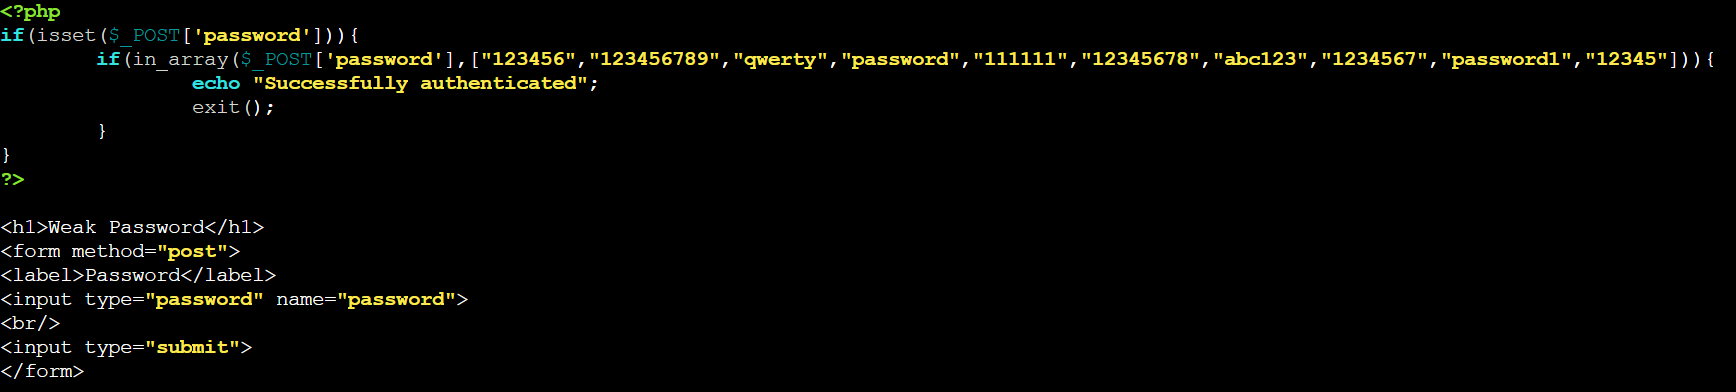 <?php
if(isset($_POST['password'])){
        if(in_array($_POST['password'],["123456","123456789","qwerty","password","111111","12345678","abc123","1234567","password1","12345"])){
                echo "Successfully authenticated";
                exit();
        }
}
?>

<h1>Weak Password</h1>
<form method="post">
<label>Password</label>
<input type="password" name="password">
<br/>
<input type="submit">
</form>